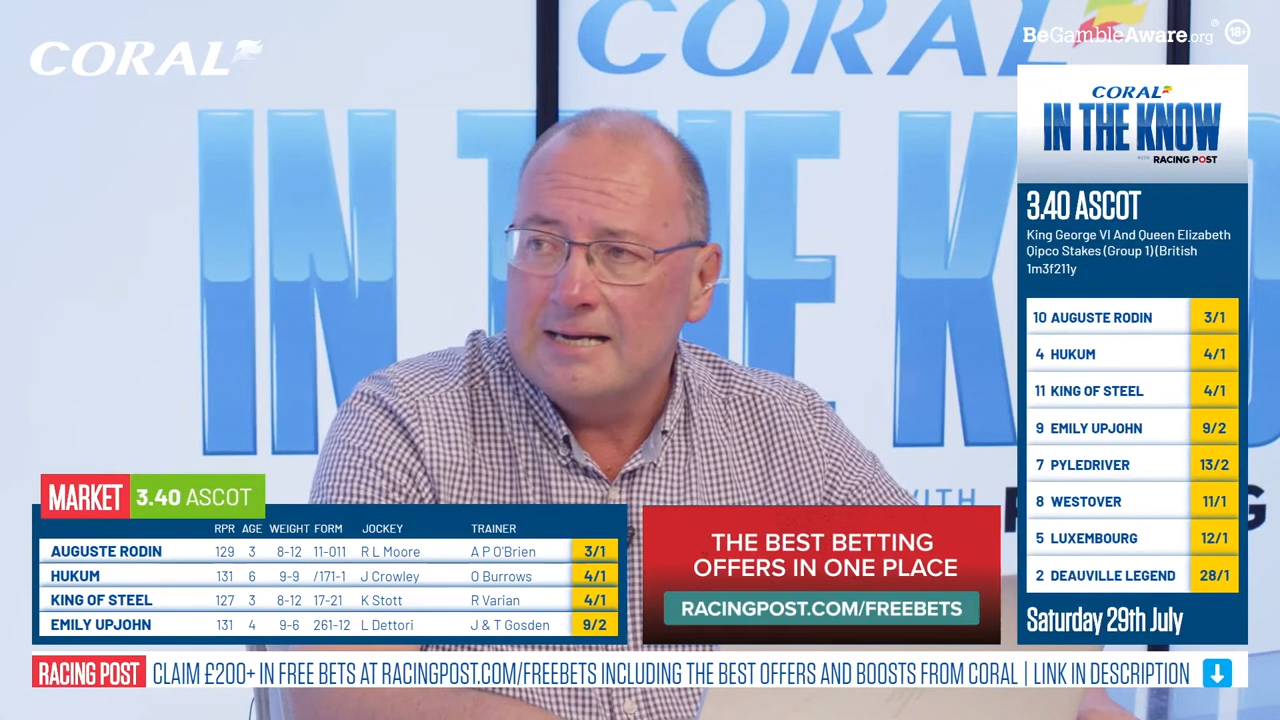 CORAL
CORAL
BeGambleAware.org®
18+
IN THE K
WITH
CORAL
IN THE KNOW
WITH RACING POST
3.40 ASCOT
King George VI And Queen Elizabeth
Qipco Stakes (Group 1) (British
1m3f211y
10 AUGUSTE RODIN 3/1
4 HUKUM 4/1
11 KING OF STEEL 4/1
9 EMILY UPJOHN 9/2
7 PYLEDRIVER 13/2
8 WESTOVER 11/1
5 LUXEMBOURG 12/1
2 DEAUVILLE LEGEND 28/1
Saturday 29th July
MARKET 3.40 ASCOT
RPR AGE WEIGHT FORM JOCKEY TRAINER
AUGUSTE RODIN 129 3 8-12 11-011 R L Moore A P O'Brien 3/1
HUKUM 131 6 9-9 /171-1 J Crowley O Burrows 4/1
KING OF STEEL 127 3 8-12 17-21 K Stott R Varian 4/1
EMILY UPJOHN 131 4 9-6 261-12 L Dettori J & T Gosden 9/2
THE BEST BETTING
OFFERS IN ONE PLACE
RACINGPOST.COM/FREEBETS
RACING POST CLAIM £200+ IN FREE BETS AT RACINGPOST.COM/FREEBETS INCLUDING THE BEST OFFERS AND BOOSTS FROM CORAL | LINK IN DESCRIPTION